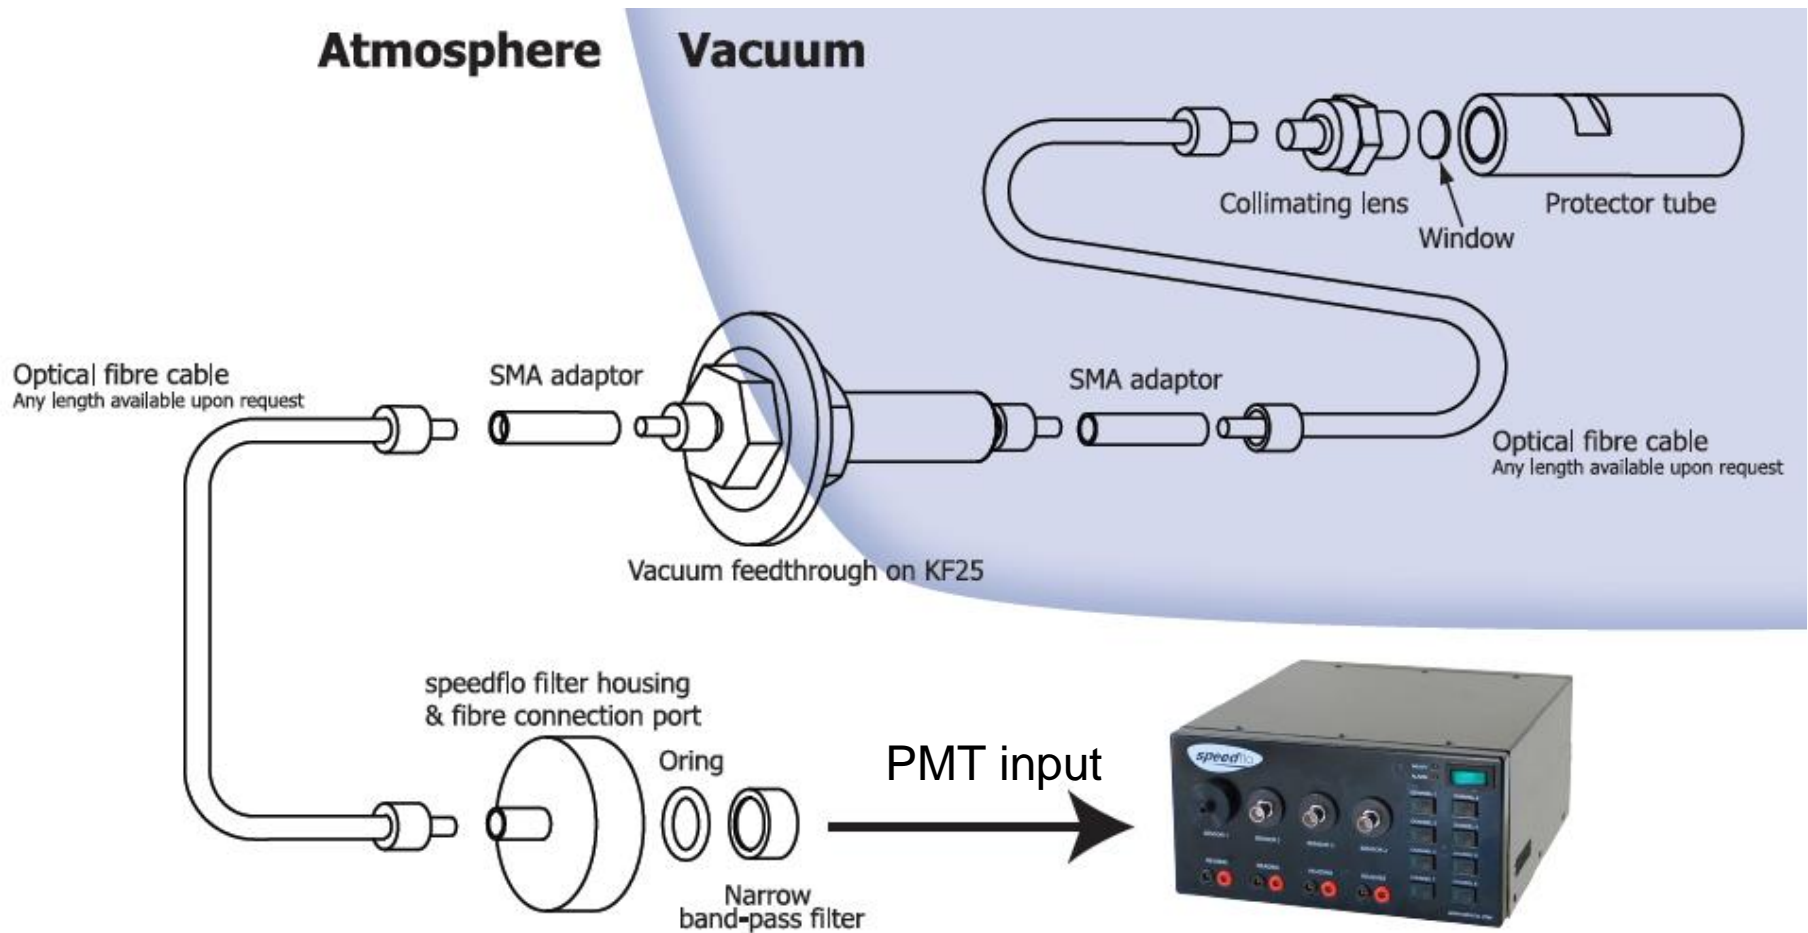 Atmosphere
Vacuum
Collimating lens
Window
Protector tube
Optical fibre cable
Any length available upon request
SMA adaptor
SMA adaptor
Optical fibre cable
Any length available upon request
Vacuum feedthrough on KF25
speedflo filter housing
& fibre connection port
Oring
Narrow
band-pass filter
PMT input
speedflo